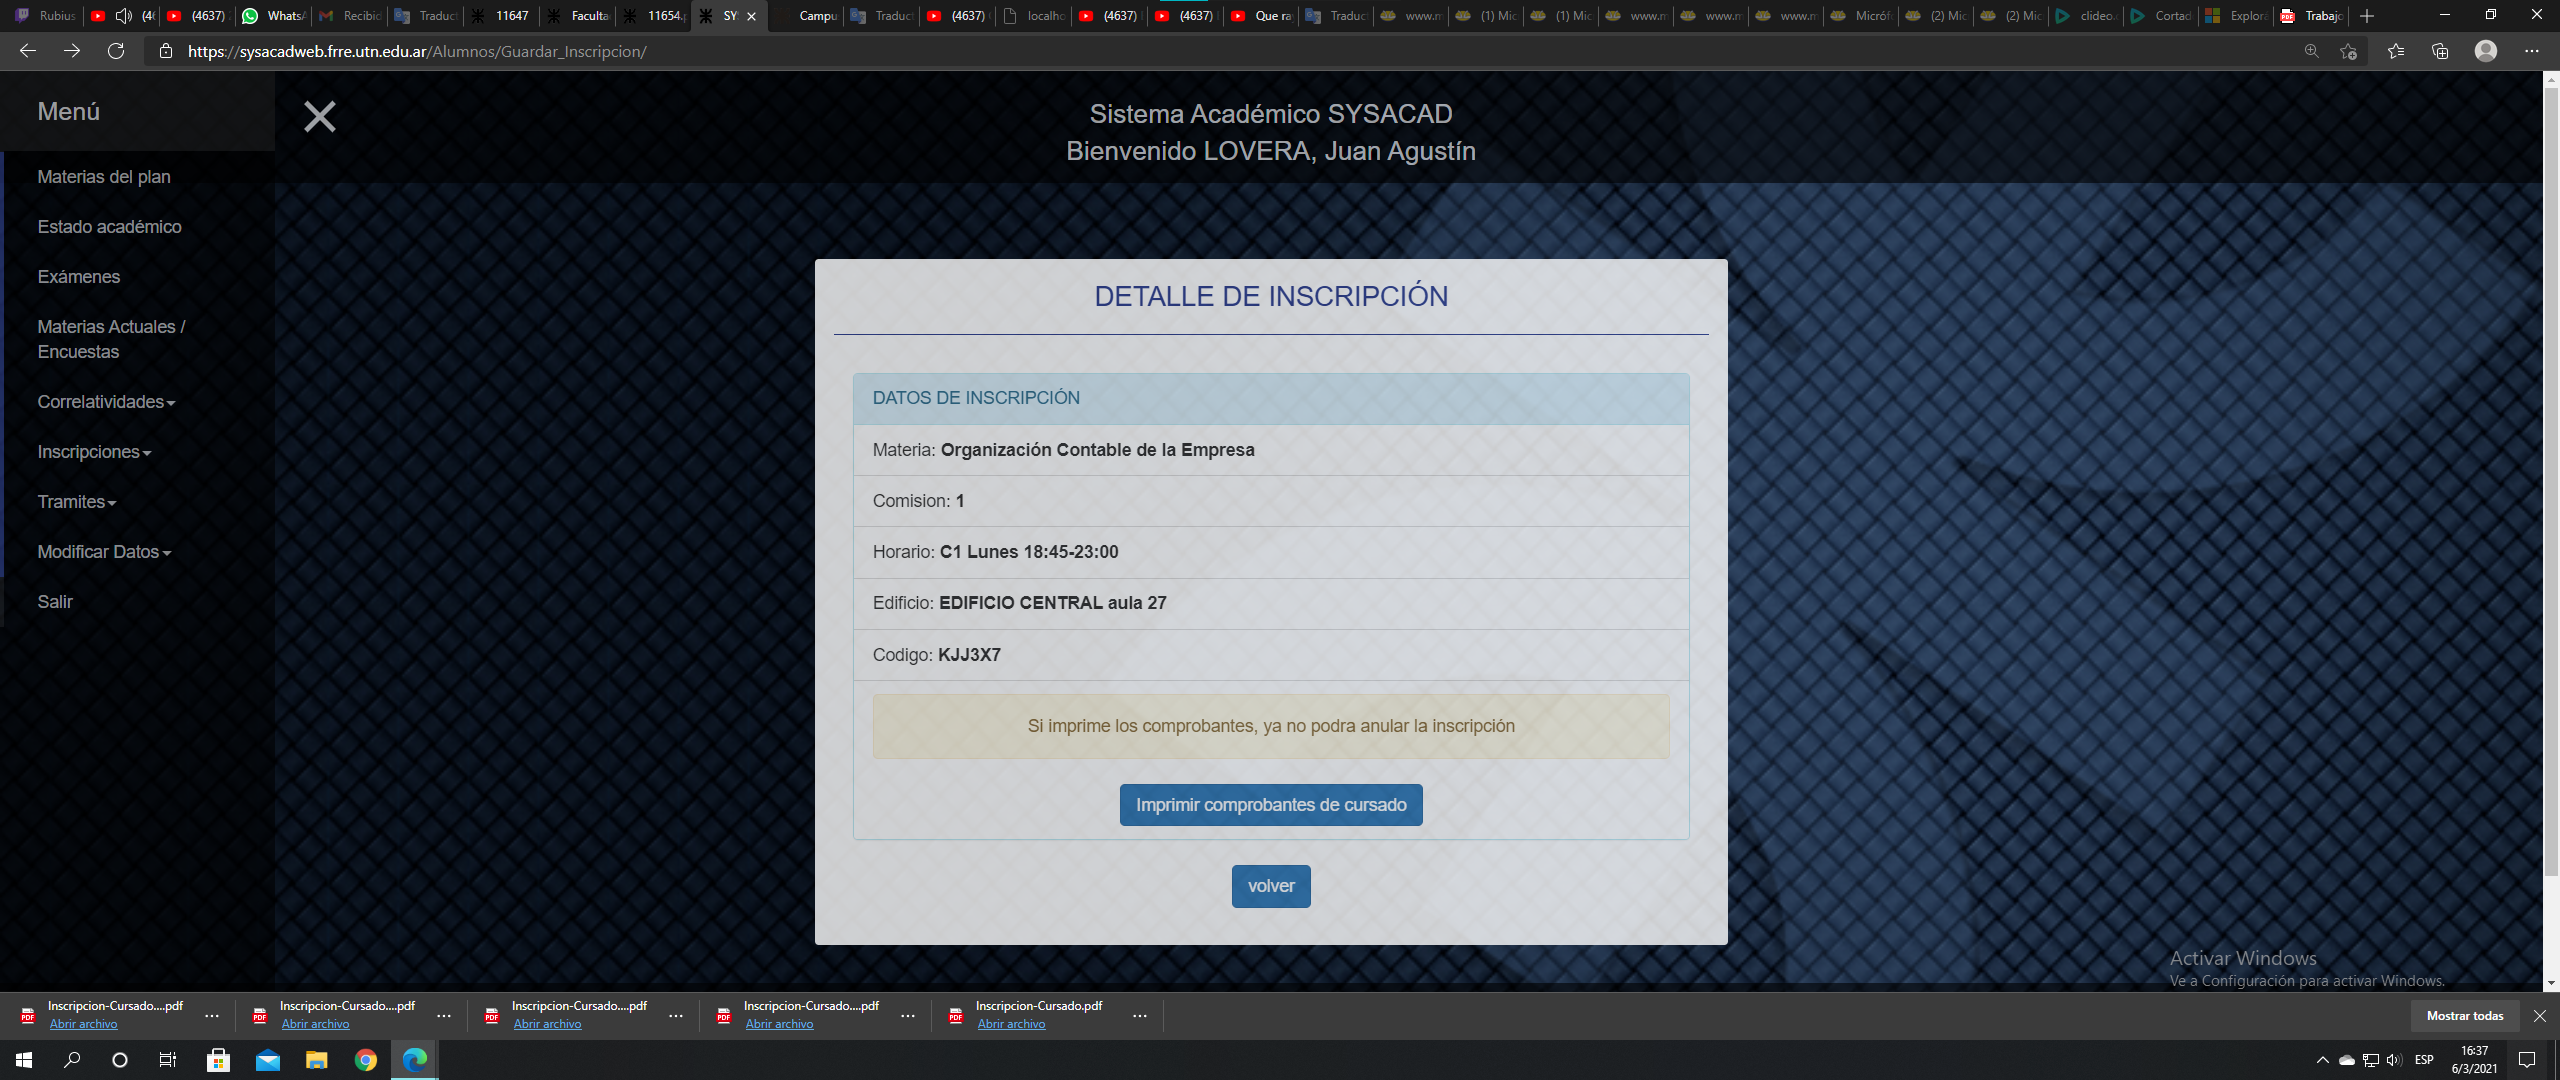 Rubius
(4(
(4637)
WhatsA
Recibic
Traduct
11647
Faculta
11654.
SY
Campu
Traduct
(4637)
localho
(4637)
(4637)
Que ra
Traduct
www.m
(1) Mic
(1) Mic
www.m
www.m
www.m
Micrófo
(2) Mic
(2) Mic
clideo.
Cortad
Explora
Trabajo
https://sysacadweb.frre.utn.edu.ar/Alumnos/Guardar_Inscripcion/
Menú
Sistema Académico SYSACAD
Bienvenido LOVERA, Juan Agustín
Materias del plan
Estado académico
Exámenes
Materias Actuales /
Encuestas
Correlatividades
Inscripciones
Tramites
Modificar Datos
Salir
DETALLE DE INSCRIPCIÓN
DATOS DE INSCRIPCIÓN
Materia: Organización Contable de la Empresa
Comision: 1
Horario: C1 Lunes 18:45-23:00
Edificio: EDIFICIO CENTRAL aula 27
Codigo: KJJ3X7
Si imprime los comprobantes, ya no podra anular la inscripción
Imprimir comprobantes de cursado
volver
Activar Windows
Ve a Configuración para activar Windows.
Inscripcion-Cursado....pdf
Abrir archivo
Inscripcion-Cursado....pdf
Abrir archivo
Inscripcion-Cursado....pdf
Abrir archivo
Inscripcion-Cursado....pdf
Abrir archivo
Inscripcion-Cursado.pdf
Abrir archivo
Mostrar todas
ESP
16:37
6/3/2021